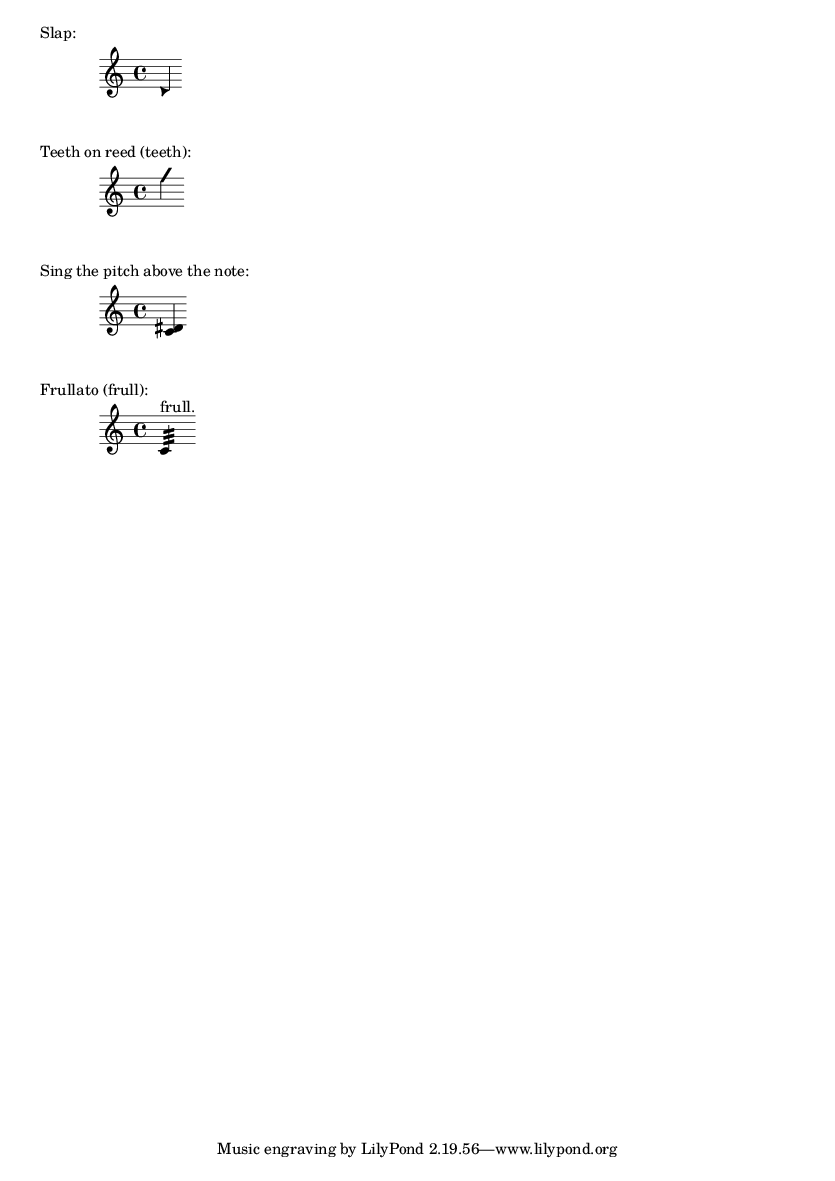 Slap:
Teeth on reed (teeth):
Sing the pitch above the note:
Frullato (frull):
frull.
Music engraving by LilyPond 2.19.56—www.lilypond.org